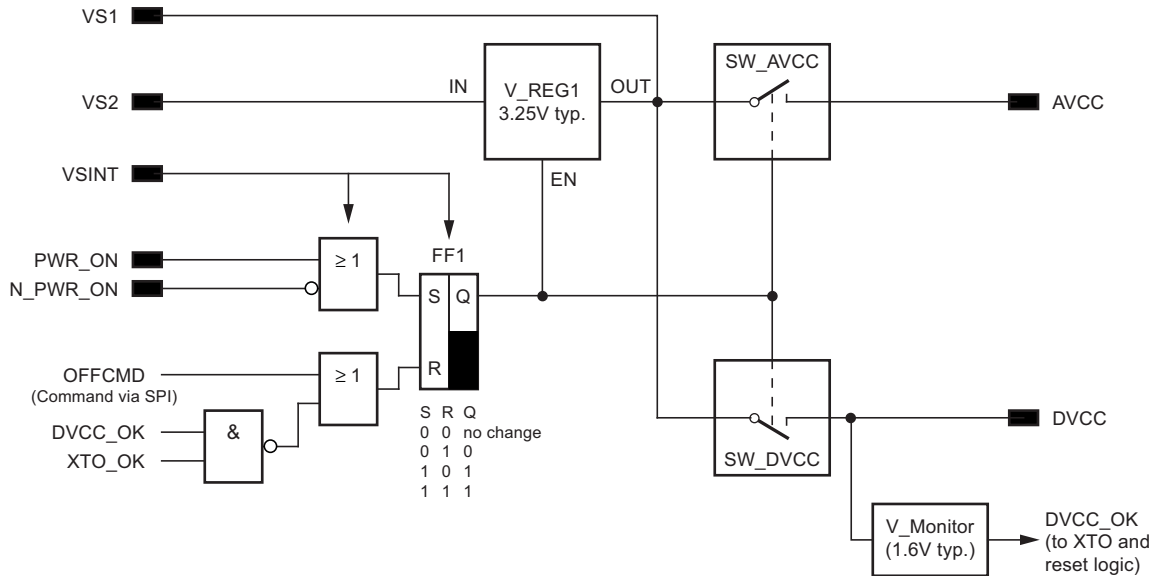 VS1
SW_AVCC
VS2
IN
V_REG1
3.25V typ.
OUT
AVCC
VSINT
EN
FF1
PWR_ON
≥ 1
N_PWR_ON
S Q
R
OFFCMD
(Command via SPI)
≥ 1
DVCC_OK
&
XTO_OK
S R Q
0 0 no change
0 1 0
1 0 1
1 1 1
DVCC
SW_DVCC
V_Monitor
(1.6V typ.)
DVCC_OK
(to XTO and
reset logic)